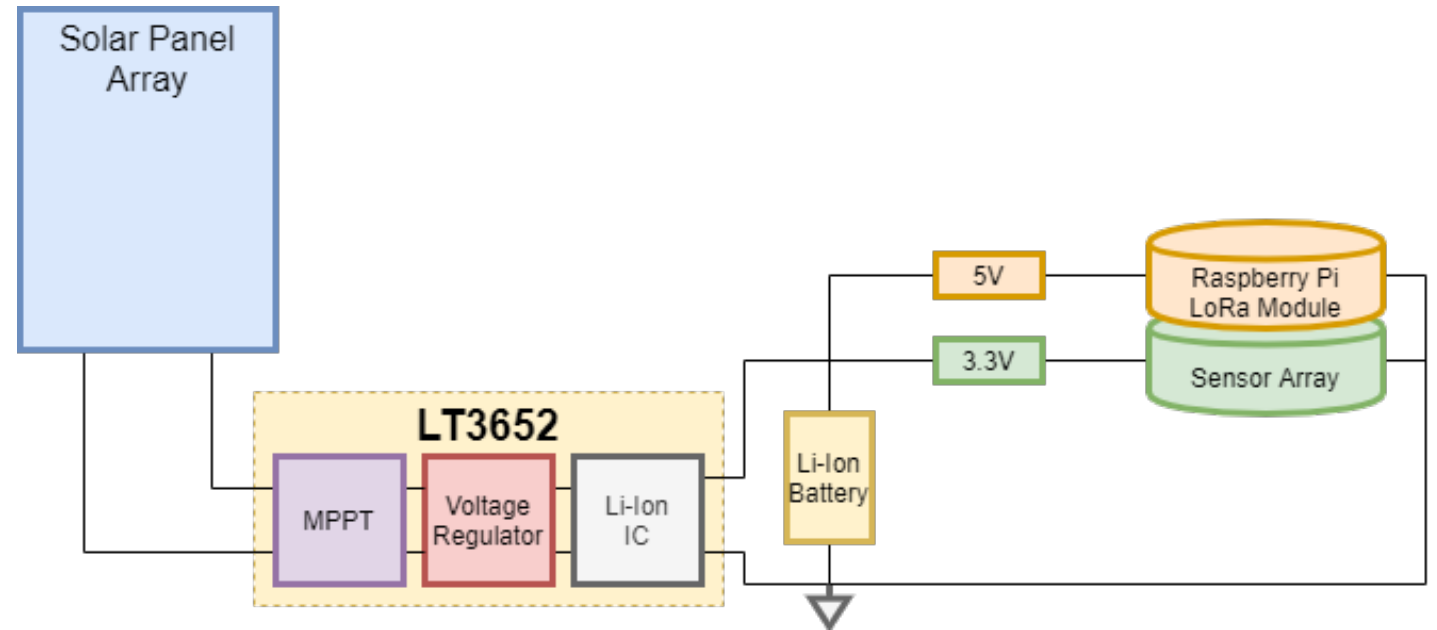 Solar Panel
Array
5V
Raspberry Pi
LoRa Module
3.3V
Sensor Array
LT3652
MPPT
Voltage
Regulator
Li-Ion
IC
Li-Ion
Battery